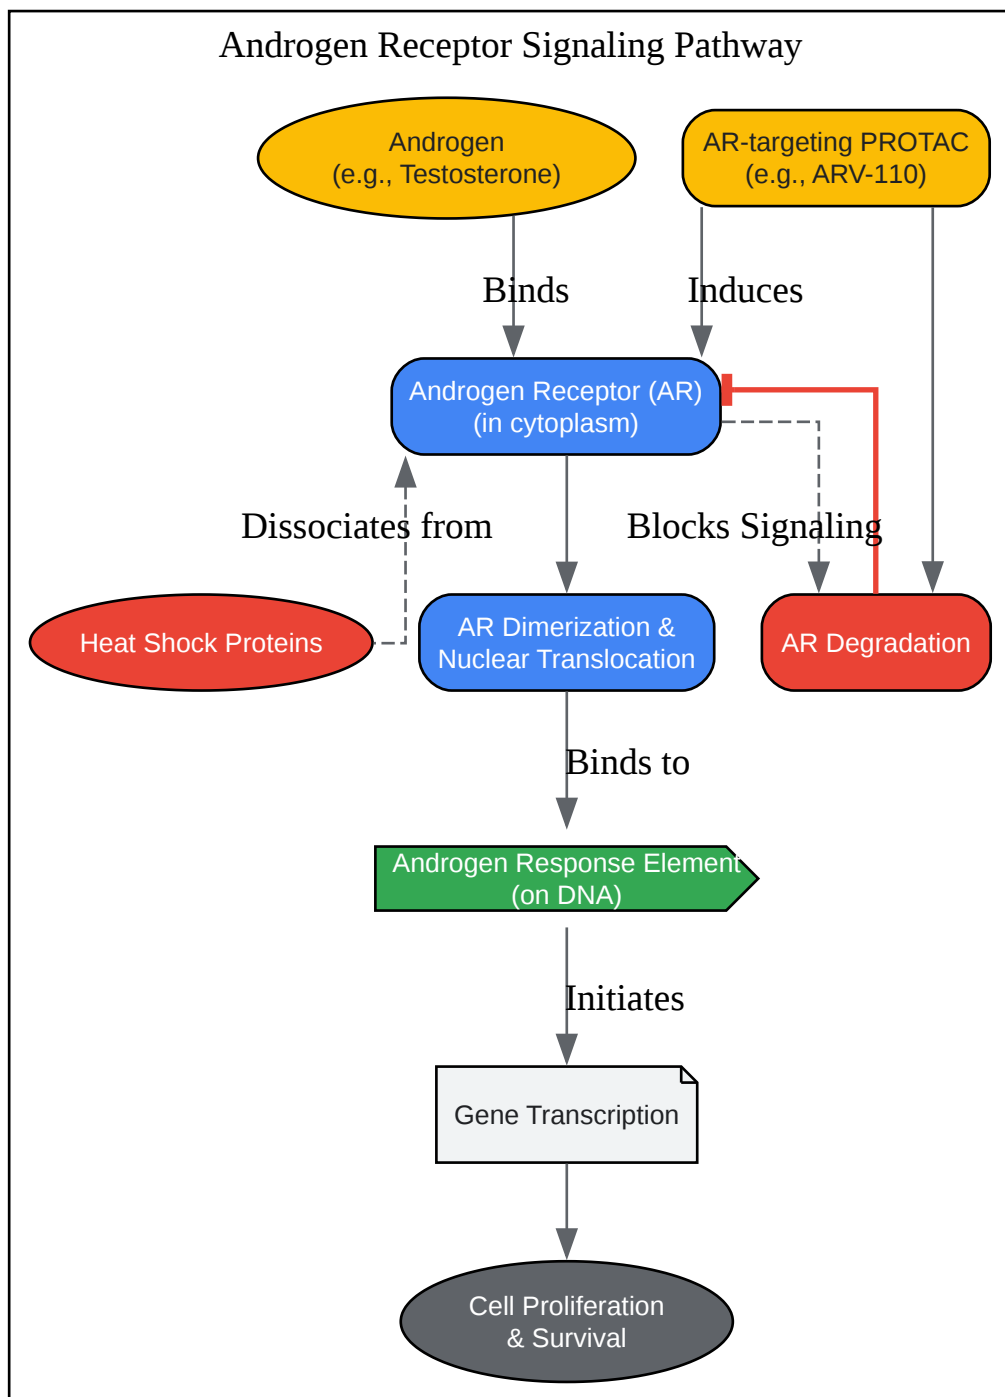 Androgen Receptor Signaling Pathway
Androgen
(e.g., Testosterone)
AR-targeting PROTAC
(e.g., ARV-110)
Binds
Induces
Androgen Receptor (AR)
(in cytoplasm)
Dissociates from
Blocks Signaling
Heat Shock Proteins
AR Dimerization &
Nuclear Translocation
AR Degradation
Binds to
Androgen Response Element
(on DNA)
Initiates
Gene Transcription
Cell Proliferation
& Survival